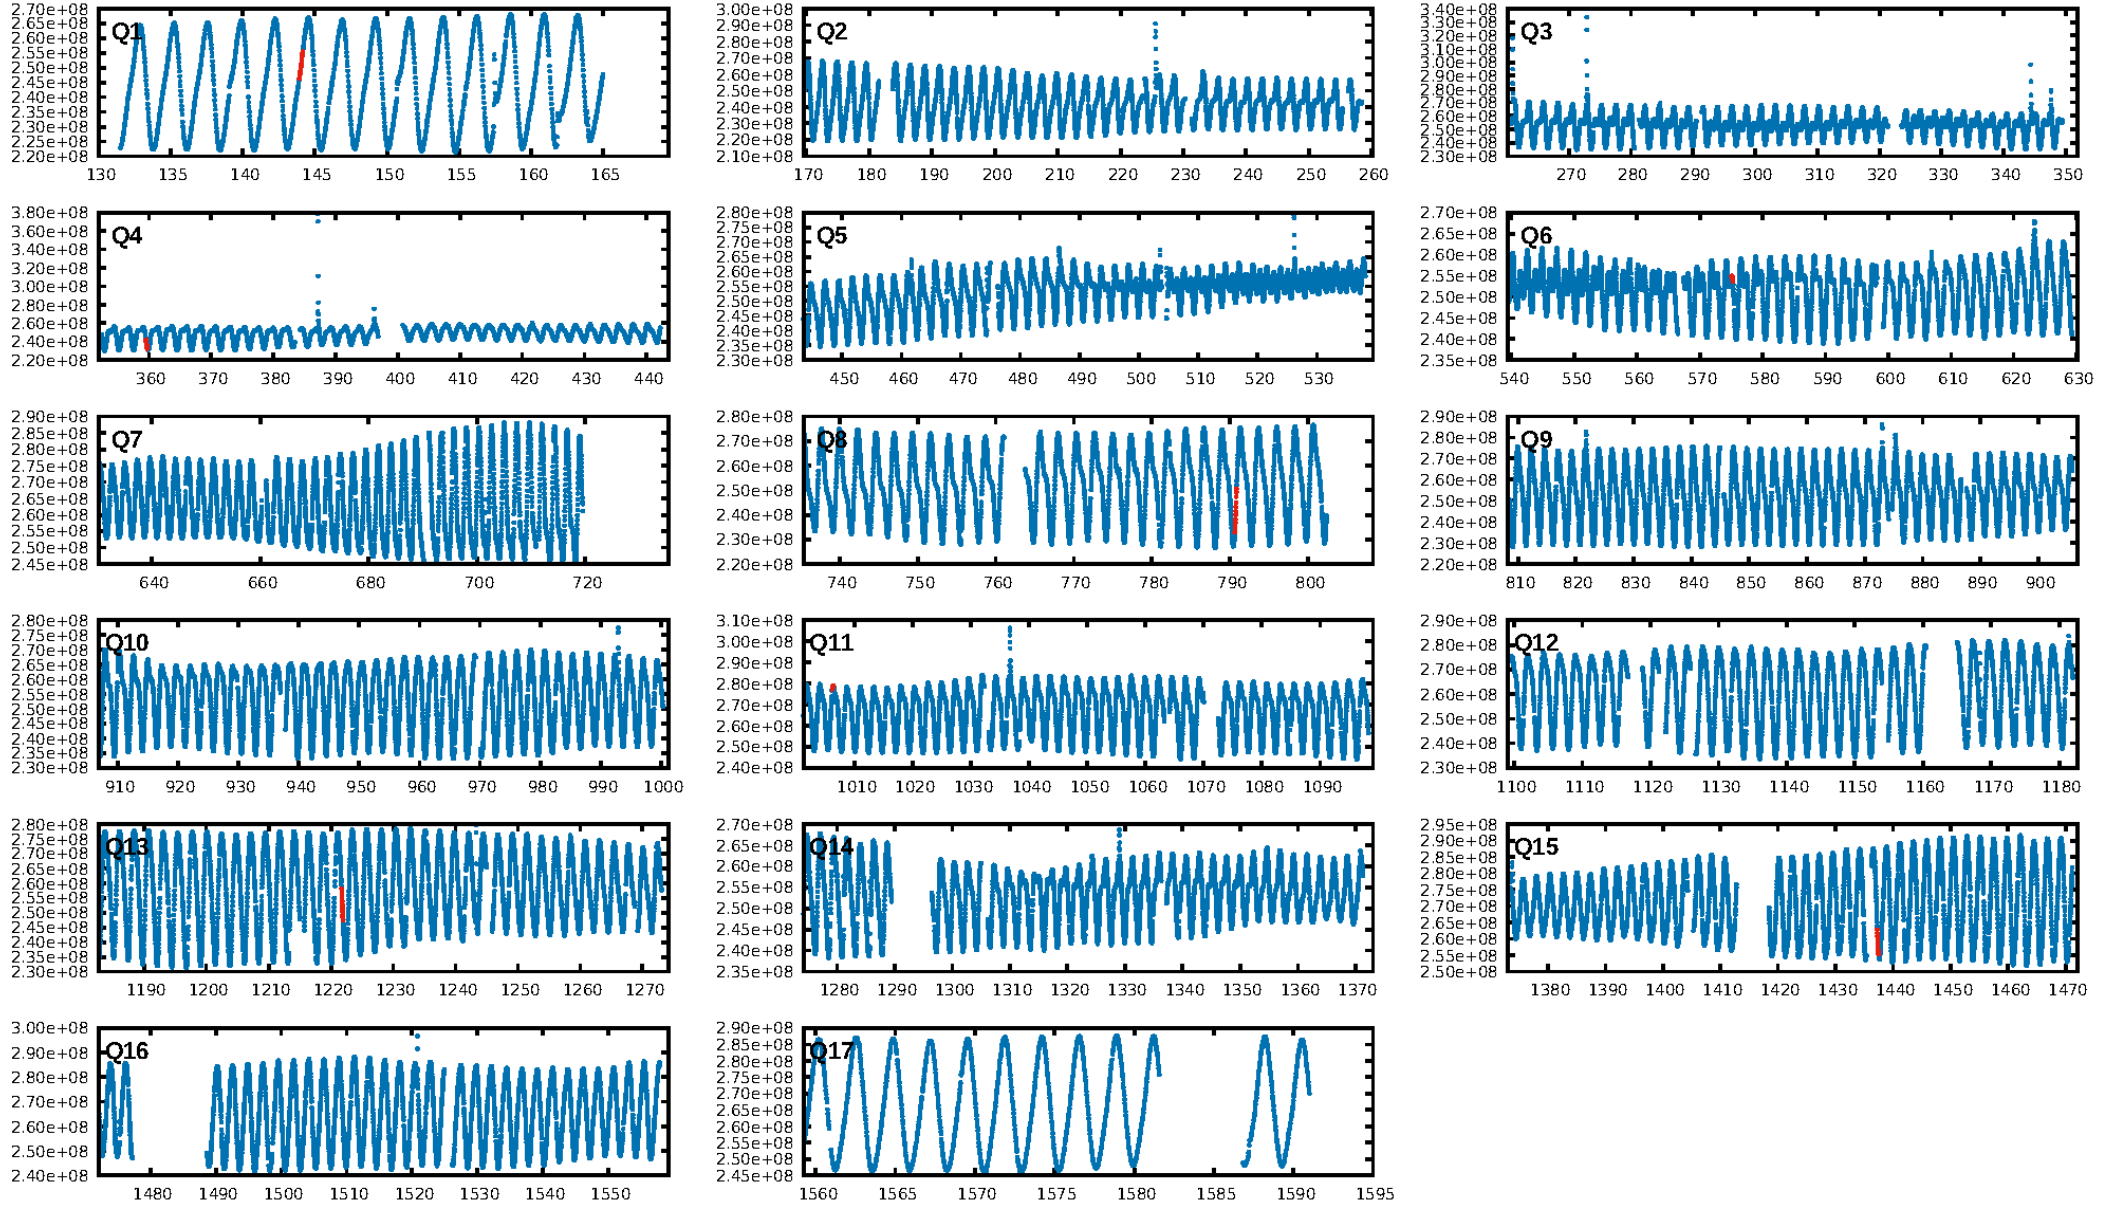 2.70e+08
2.65e+08
2.60e+08
2.55e+08
2.50e+08
2.45e+08
2.40e+08
2.35e+08
2.30e+08
2.25e+08
2.20e+08
Q1
130 135 140 145 150 155 160 165
3.00e+08
2.90e+08
2.80e+08
2.70e+08
2.60e+08
2.50e+08
2.40e+08
2.30e+08
2.20e+08
2.10e+08
Q2
170 180 190 200 210 220 230 240 250 260
3.40e+08
3.30e+08
3.20e+08
3.10e+08
3.00e+08
2.90e+08
2.80e+08
2.70e+08
2.60e+08
2.50e+08
2.40e+08
2.30e+08
Q3
270 280 290 300 310 320 330 340 350
3.80e+08
3.60e+08
3.40e+08
3.20e+08
3.00e+08
2.80e+08
2.60e+08
2.40e+08
2.20e+08
Q4
360 370 380 390 400 410 420 430 440
2.80e+08
2.75e+08
2.70e+08
2.65e+08
2.60e+08
2.55e+08
2.50e+08
2.45e+08
2.40e+08
2.35e+08
2.30e+08
Q5
450 460 470 480 490 500 510 520 530
2.70e+08
2.65e+08
2.60e+08
2.55e+08
2.50e+08
2.45e+08
2.40e+08
2.35e+08
Q6
540 550 560 570 580 590 600 610 620 630
2.90e+08
2.85e+08
2.80e+08
2.75e+08
2.70e+08
2.65e+08
2.60e+08
2.55e+08
2.50e+08
2.45e+08
Q7
640 660 680 700 720
2.80e+08
2.70e+08
2.60e+08
2.50e+08
2.40e+08
2.30e+08
2.20e+08
Q8
740 750 760 770 780 790 800
2.90e+08
2.80e+08
2.70e+08
2.60e+08
2.50e+08
2.40e+08
2.30e+08
2.20e+08
Q9
810 820 830 840 850 860 870 880 890 900
2.80e+08
2.75e+08
2.70e+08
2.65e+08
2.60e+08
2.55e+08
2.50e+08
2.45e+08
2.40e+08
2.35e+08
2.30e+08
Q10
910 920 930 940 950 960 970 980 990 1000
3.10e+08
3.00e+08
2.90e+08
2.80e+08
2.70e+08
2.60e+08
2.50e+08
2.40e+08
Q11
1010 1020 1030 1040 1050 1060 1070 1080 1090
2.90e+08
2.80e+08
2.70e+08
2.60e+08
2.50e+08
2.40e+08
2.30e+08
Q12
1100 1110 1120 1130 1140 1150 1160 1170 1180
2.80e+08
2.75e+08
2.70e+08
2.65e+08
2.60e+08
2.55e+08
2.50e+08
2.45e+08
2.40e+08
2.35e+08
2.30e+08
Q13
1190 1200 1210 1220 1230 1240 1250 1260 1270
2.70e+08
2.65e+08
2.60e+08
2.55e+08
2.50e+08
2.45e+08
2.40e+08
2.35e+08
Q14
1280 1290 1300 1310 1320 1330 1340 1350 1360 1370
2.95e+08
2.90e+08
2.85e+08
2.80e+08
2.75e+08
2.70e+08
2.65e+08
2.60e+08
2.55e+08
2.50e+08
Q15
1380 1390 1400 1410 1420 1430 1440 1450 1460 1470
3.00e+08
2.90e+08
2.80e+08
2.70e+08
2.60e+08
2.50e+08
2.40e+08
Q16
1480 1490 1500 1510 1520 1530 1540 1550
2.90e+08
2.85e+08
2.80e+08
2.75e+08
2.70e+08
2.65e+08
2.60e+08
2.55e+08
2.50e+08
2.45e+08
Q17
1560 1565 1570 1575 1580 1585 1590 1595